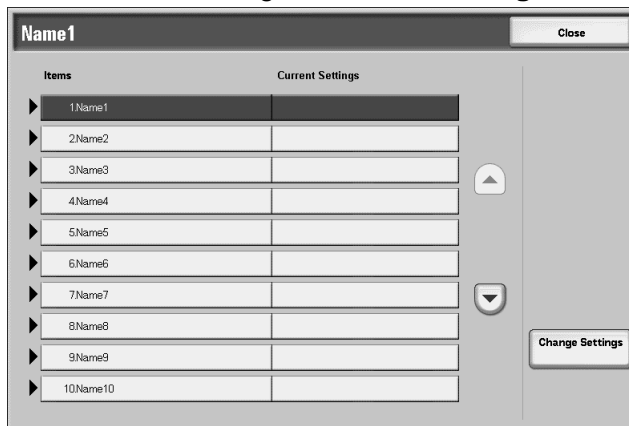 Name1 Close
Items Current Settings
1.Name1
2.Name2
3.Name3
4.Name4
5.Name5
6.Name6
7.Name7
8.Name8
9.Name9
10.Name10
Change Settings